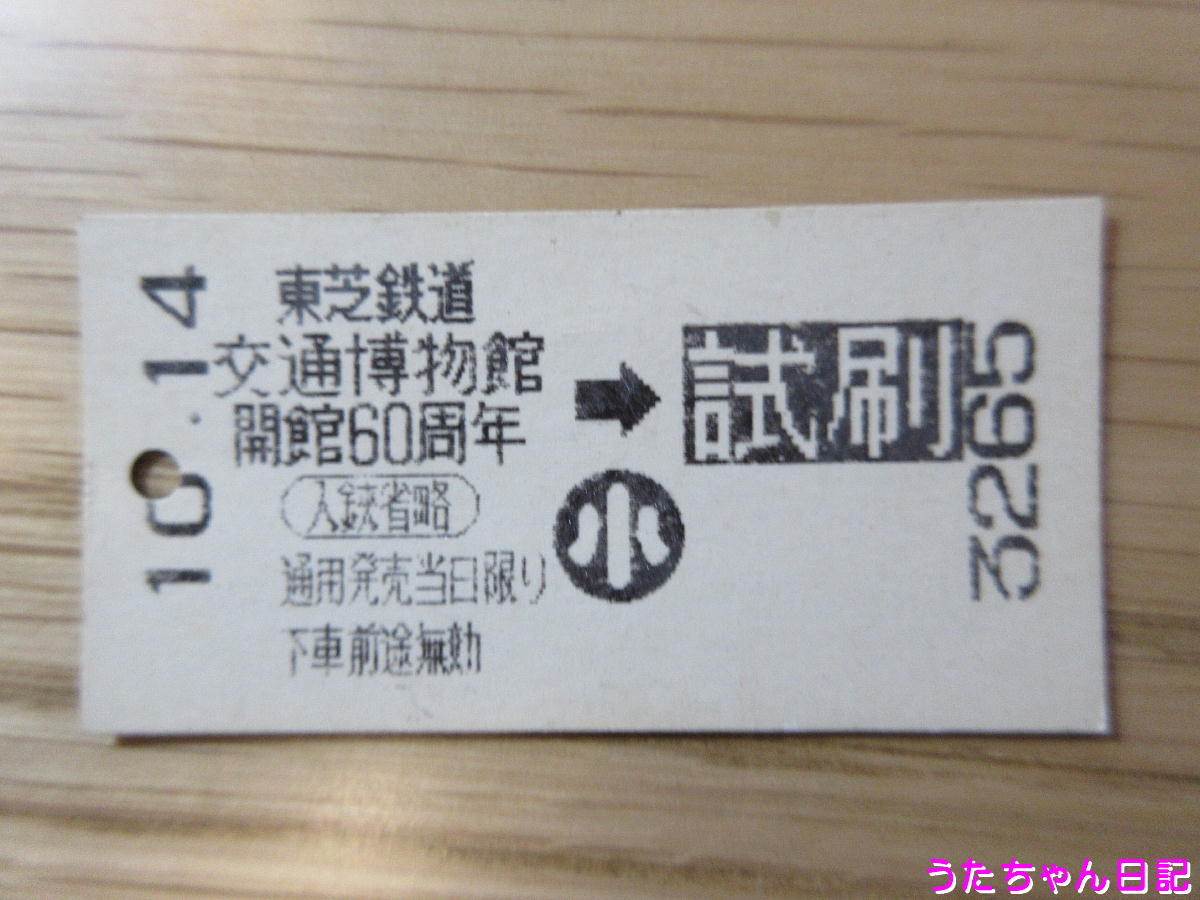 10.14
東芝鉄道
交通博物館
開館60周年
入鋏省略
通用発売当日限り
下車前途無効
➡
小
試刷
3265
うたちゃん日記